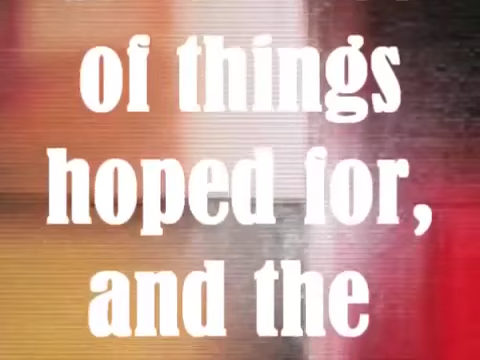 of things
hoped for,
and the